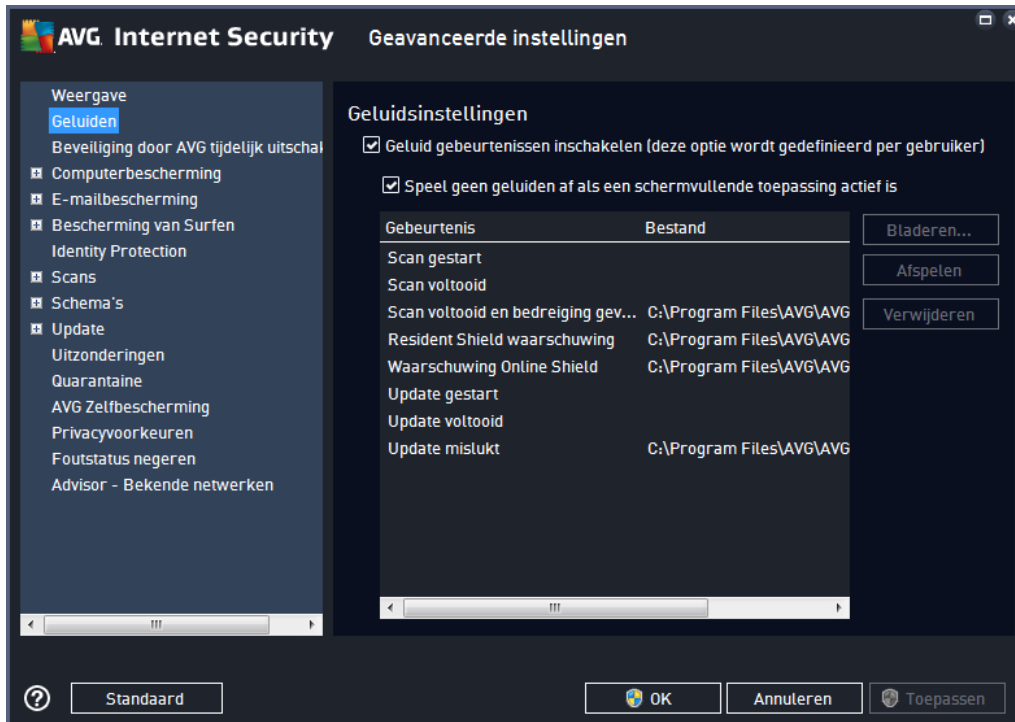 AVG. Internet Security Geavanceerde instellingen
Weergave
Geluiden
Beveiliging door AVG tijdelijk uitschal
Computerbescherming
E-mailbescherming
Bescherming van Surfen
Identity Protection
Scans
Schema's
Update
Uitzonderingen
Quarantaine
AVG Zelfbescherming
Privacyvoorkeuren
Foutstatus negeren
Advisor - Bekende netwerken
Geluidsinstellingen
Geluid gebeurtenissen inschakelen (deze optie wordt gedefinieerd per gebruiker)
Speel geen geluiden af als een schermvullende toepassing actief is
Gebeurtenis Bestand
Scan gestart
Scan voltooid
Scan voltooid en bedreiging gev... C:\Program Files\AVG\AVG
Resident Shield waarschuwing C:\Program Files\AVG\AVG
Waarschuwing Online Shield C:\Program Files\AVG\AVG
Update gestart
Update voltooid
Update mislukt C:\Program Files\AVG\AVG
Bladeren...
Afspelen
Verwijderen
? Standaard OK Annuleren Toepassen